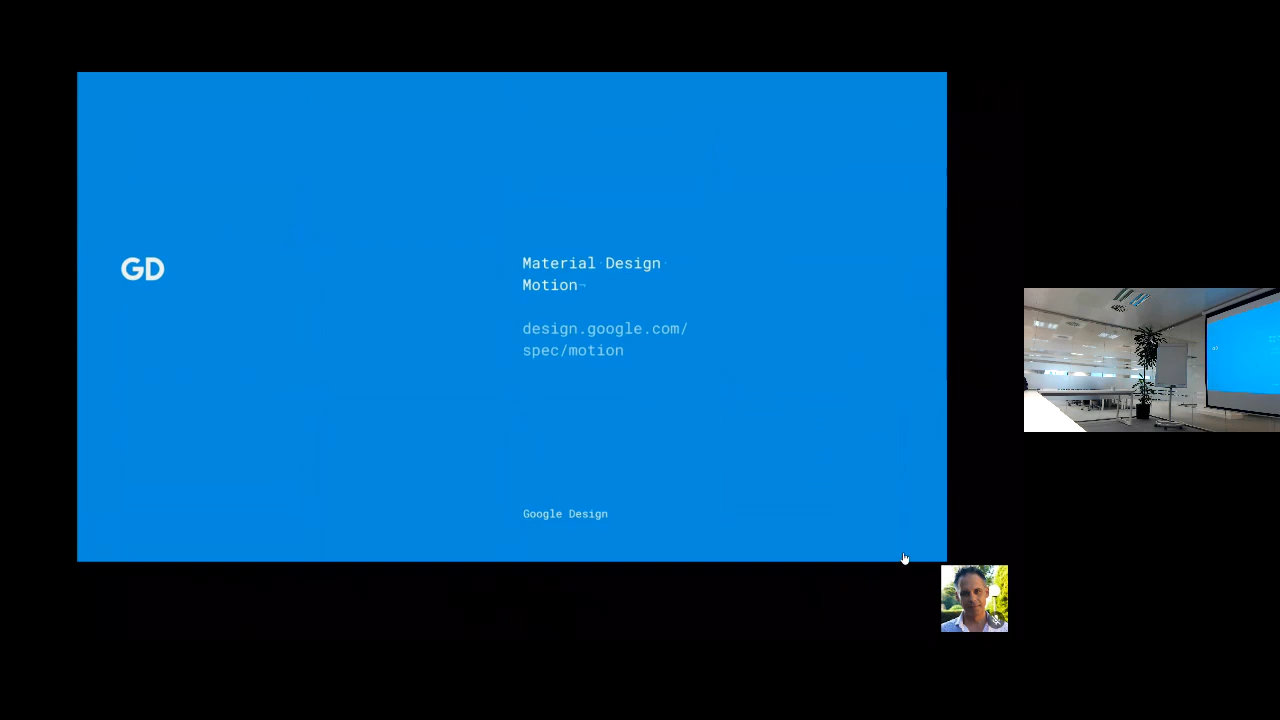 GD
Material Design
Motion
design.google.com/
spec/motion
Google Design